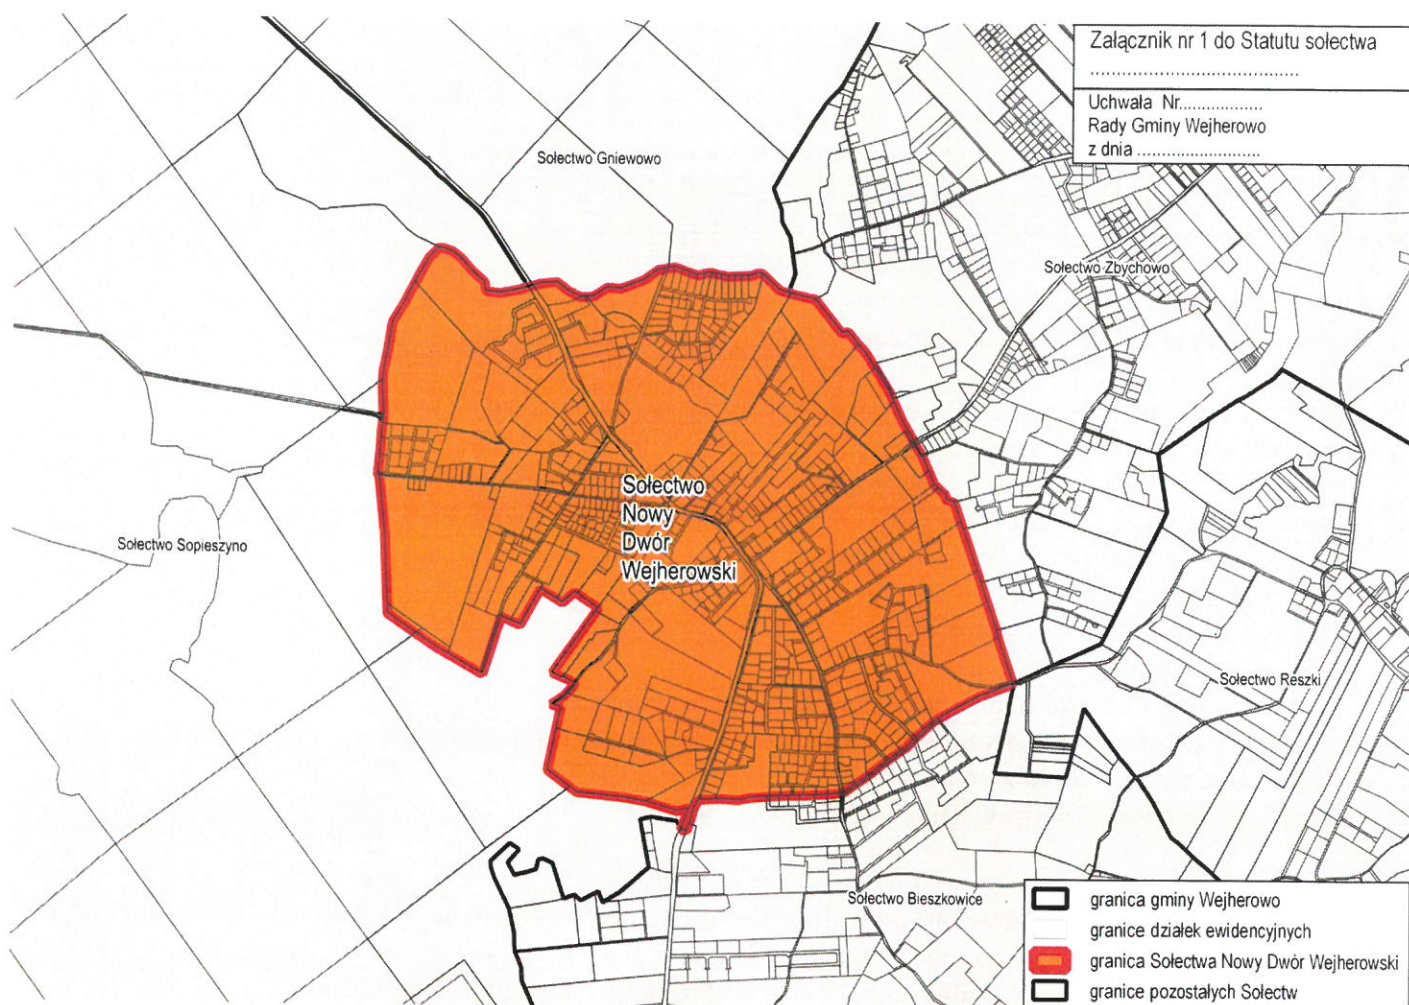 Załącznik nr 1 do Statutu sołectwa
.......................................
Uchwała Nr.................
Rady Gminy Wejherowo
z dnia .........................
Sołectwo Gniewowo
Sołectwo Zbychowo
Sołectwo
Nowy
Dwór
Wejherowski
Sołectwo Sopieszyno
Sołectwo Reszki
Sołectwo Bieszkowice
granica gminy Wejherowo
granice działek ewidencyjnych
granica Sołectwa Nowy Dwór Wejherowski
granice pozostałych Sołectw